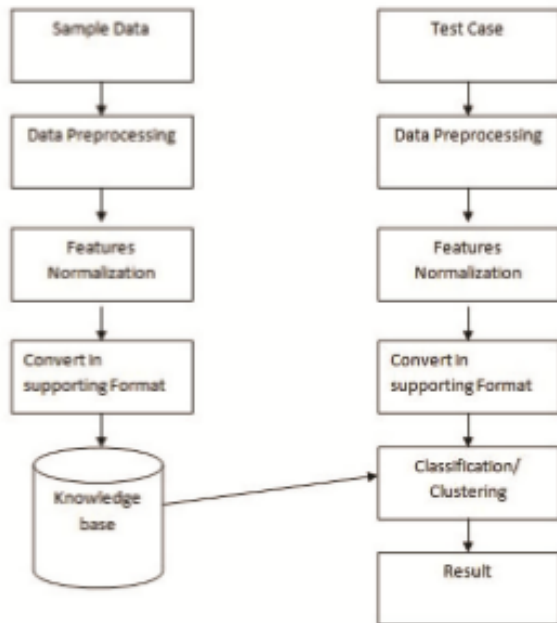 Sample Data
Data Preprocessing
Features
Normalization
Convert In
supporting Format
Knowledge
base
Test Case
Data Preprocessing
Features
Normalization
Convert In
supporting Format
Classification/
Clustering
Result